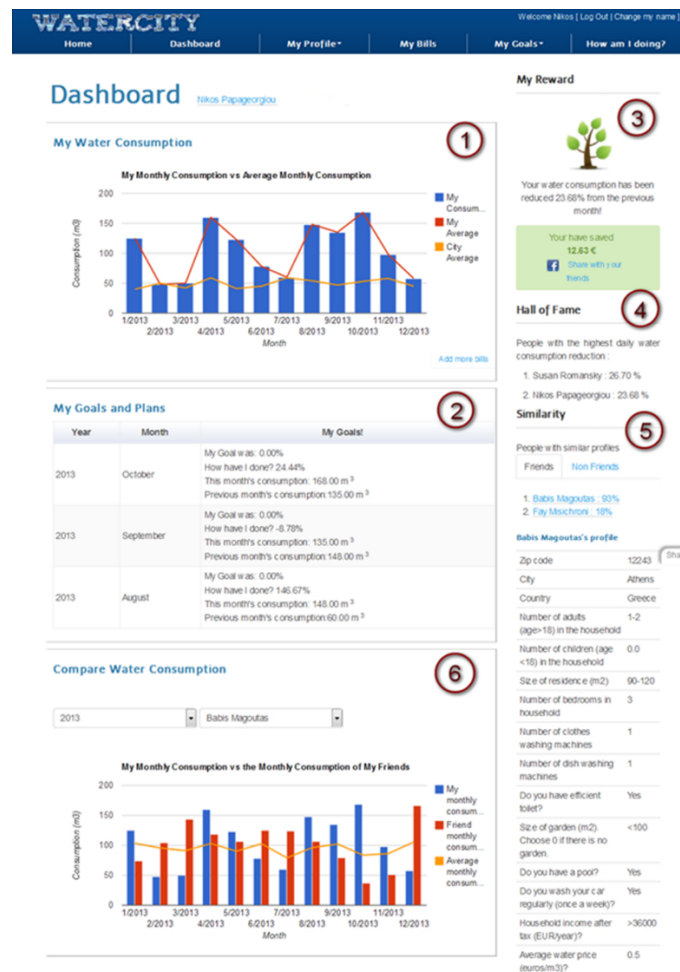 WATERCITY
Welcome Nikos [ Log Out | Change my name ]
Home Dashboard My Profile My Bills My Goals How am I doing?
Dashboard Nikos Papageorgiou
My Water Consumption
1
My Monthly Consumption vs Average Monthly Consumption
200
150
100
50
0
Consumption (m3)
1/2013 3/2013 5/2013 7/2013 9/2013 11/2013
2/2013 4/2013 6/2013 8/2013 10/2013 12/2013
Month
My
Consum...
My
Average
City
Average
Add more bills
My Goals and Plans
2
Year Month My Goals!
2013 October
My Goal was: 0.00%
How have I done? 24.44%
This month's consumption: 168.00 m 3
Previous month's consumption:135.00 m 3
2013 September
My Goal was: 0.00%
How have I done? -8.78%
This month's consumption: 135.00 m 3
Previous month's consumption:148.00 m 3
2013 August
My Goal was: 0.00%
How have I done? 146.67%
This month's consumption: 148.00 m 3
Previous month's consumption:60.00 m 3
Compare Water Consumption
6
2013 Babis Magoutas
My Monthly Consumption vs the Monthly Consumption of My Friends
200
150
100
50
0
Consumption (m3)
1/2013 3/2013 5/2013 7/2013 9/2013 11/2013
2/2013 4/2013 6/2013 8/2013 10/2013 12/2013
Month
My
monthly
consum...
Friend
monthly
consum...
Average
monthly
consum...
My Reward
3
Your water consumption has been
reduced 23.68% from the previous
month!
Your have saved
12.63 €
Share with your
friends
Hall of Fame
4
People with the highest daily water
consumption reduction :
1. Susan Romansky : 26.70 %
2. Nikos Papageorgiou : 23.68 %
Similarity
5
People with similar profiles
Friends Non Friends
1. Babis Magoutas : 93%
2. Fay Misichroni : 18%
Babis Magoutas's profile
Sha
Zip code 12243
City Athens
Country Greece
Number of adults 1-2
(age>18) in the household
Number of children (age 0.0
<18) in the household
Size of residence (m2) 90-120
Number of bedrooms in 3
household
Number of clothes 1
washing machines
Number of dish washing 1
machines
Do you have efficient Yes
toilet?
Size of garden (m2). <100
Choose 0 if there is no
garden.
Do you have a pool? Yes
Do you wash your car Yes
regularly (once a week)?
Household income after >36000
tax (EUR/year)?
Average water price 0.5
(euros/m3)?